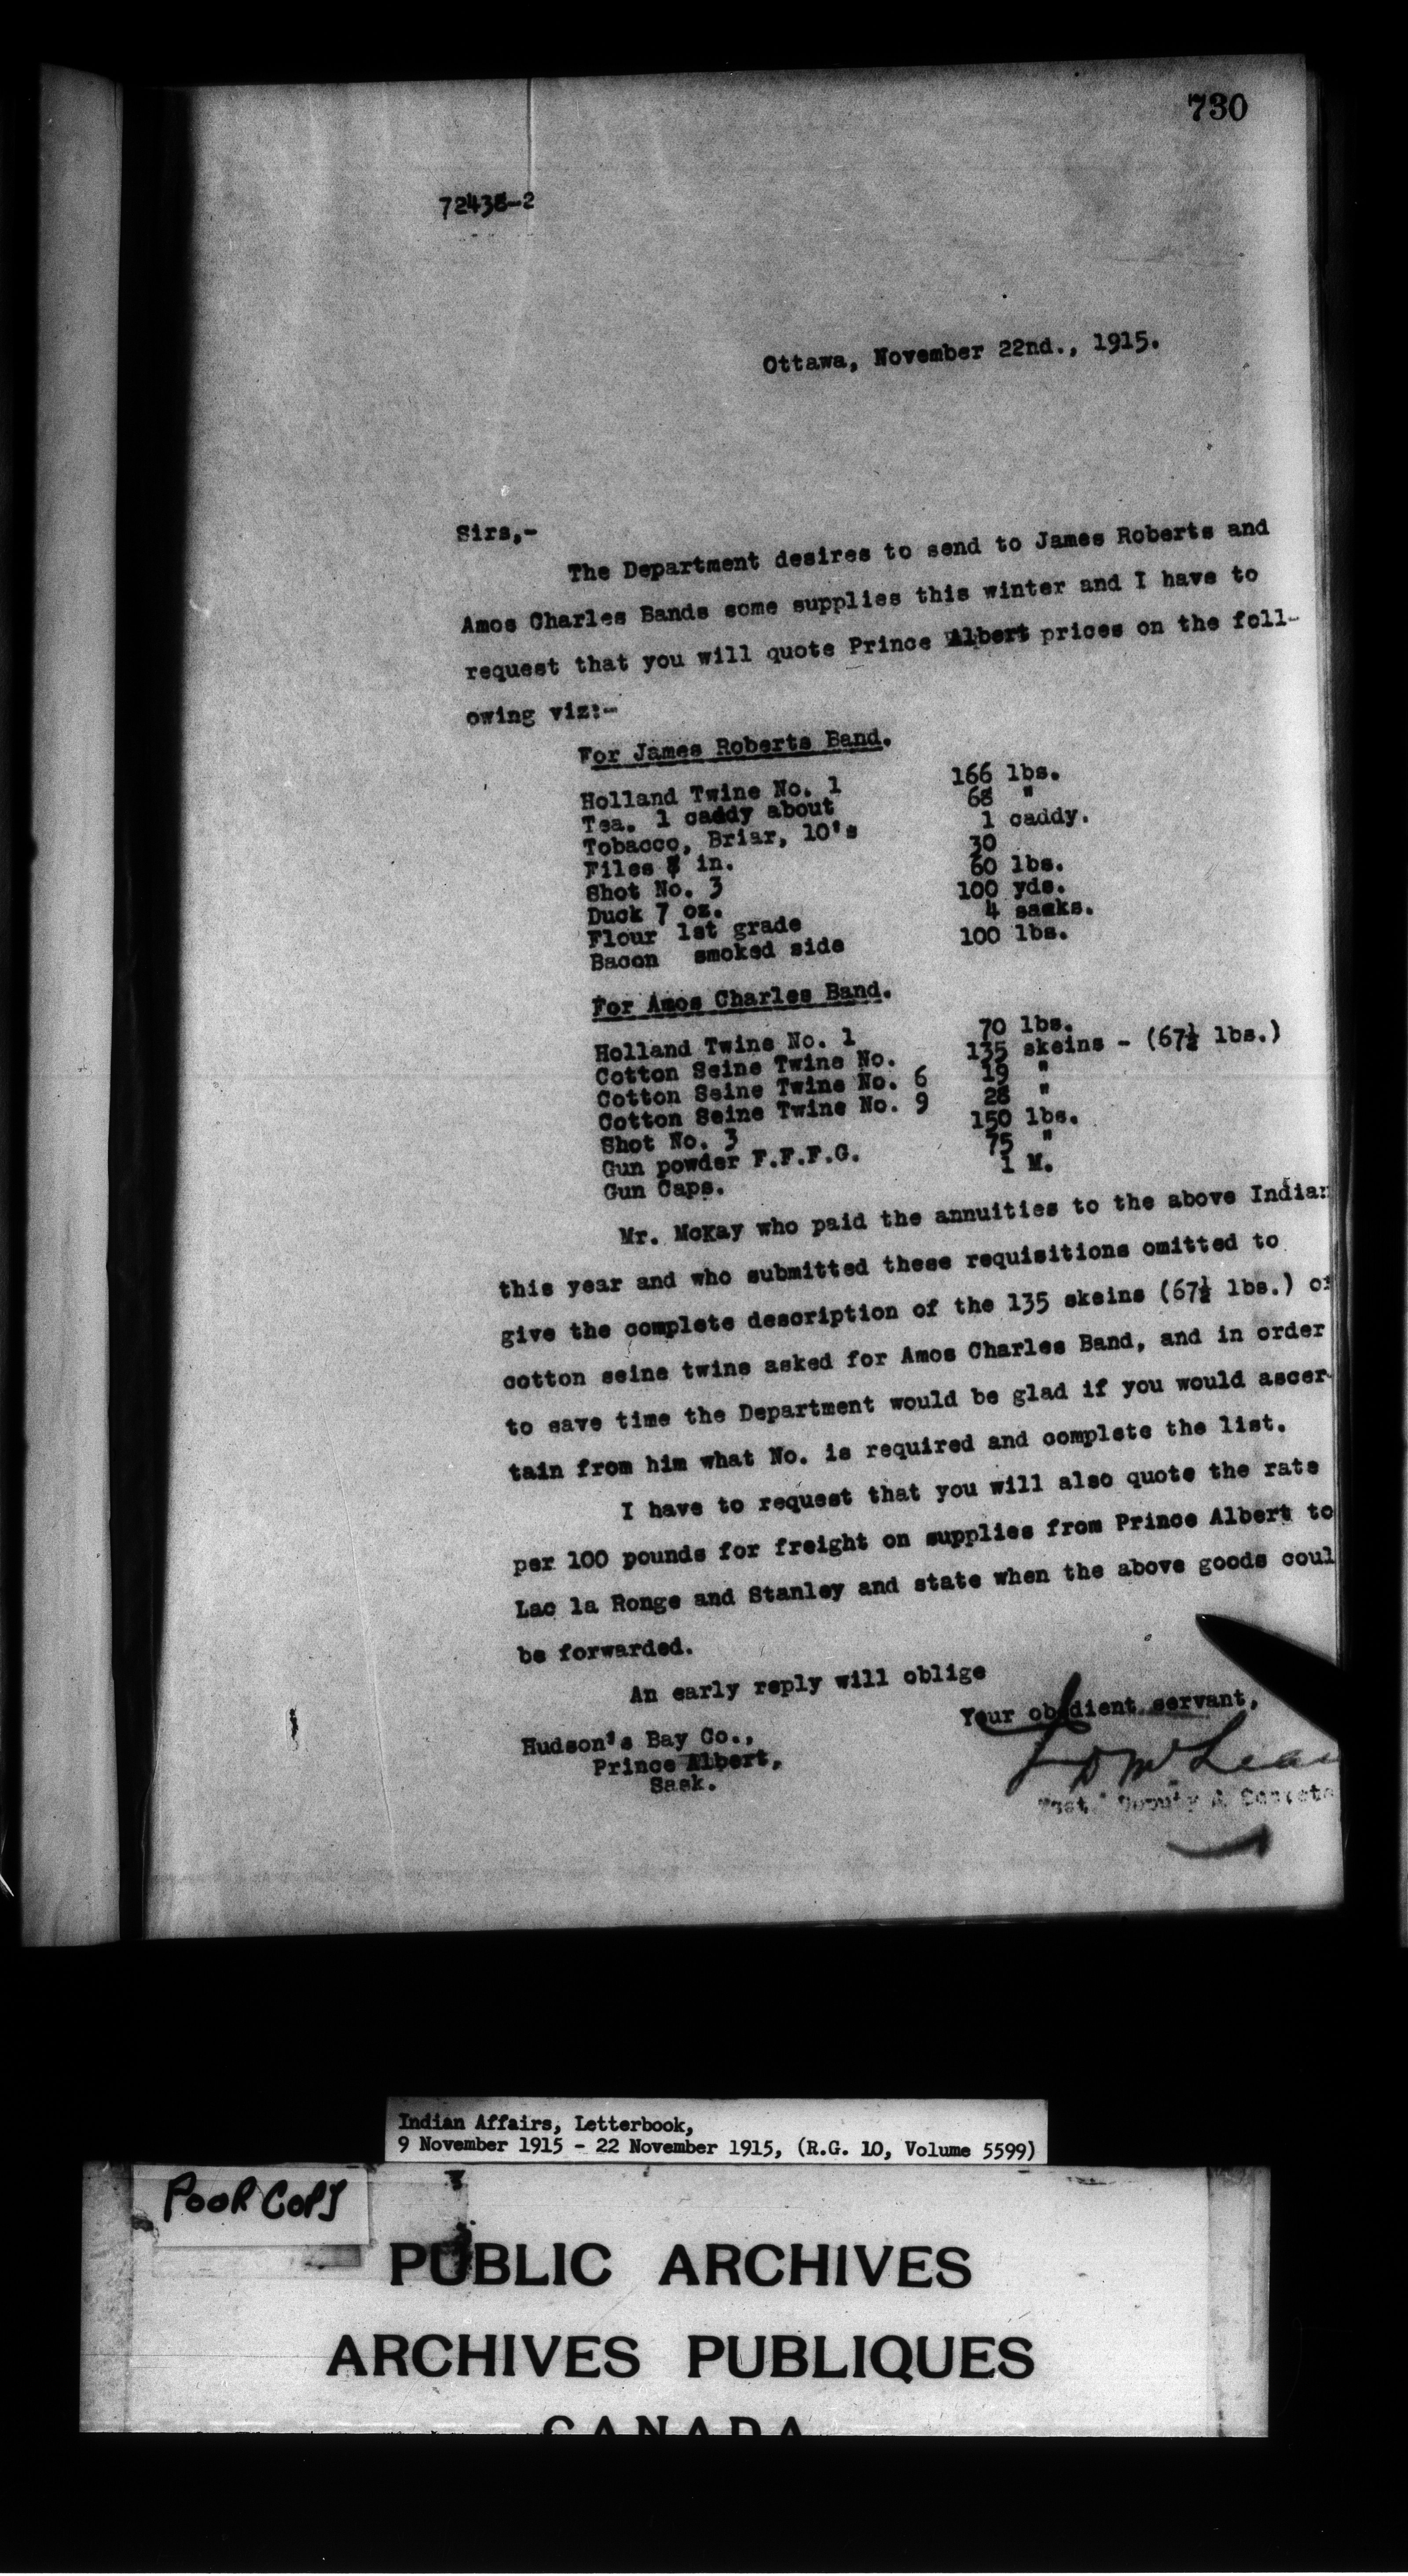 730
72438-2
Ottawa, November 22nd., 1915.
Sirs,-
The Department desires to send to James Roberts and
Amos Charles Bands some supplies this winter and I have to
request that you will quote Prince Albert prices on the foll-
owing viz:-
For James Roberts Band.
Holland Twine No. 1 166 lbs.
Tea. 1 caddy about 68 "
Tobacco, Briar, 10's 1 caddy.
Files 8 in. 30
Shot No. 3 60 lbs.
Duck 7 oz. 100 yds.
Flour 1st grade 4 sacks.
Bacon smoked side 100 lbs.
For Amos Charles Band.
Holland Twine No. 1 70 lbs.
Cotton Seine Twine No. 135 skeins - (67½ lbs.)
Cotton Seine Twine No. 6 19 "
Cotton Seine Twine No. 9 28 "
Shot No. 3 150 lbs.
Gun powder F.F.F.G. 75 "
Gun Caps. 1 M.
Mr. McKay who paid the annuities to the above Indian
this year and who submitted these requisitions omitted to
give the complete description of the 135 skeins (67½ lbs.) of
cotton seine twine asked for Amos Charles Band, and in order
to save time the Department would be glad if you would ascer-
tain from him what No. is required and complete the list.
I have to request that you will also quote the rate
per 100 pounds for freight on supplies from Prince Albert to
Lac la Ronge and Stanley and state when the above goods coul
be forwarded.
An early reply will oblige
Your obedient servant,
Hudson's Bay Co.,
Prince Albert,
Sask.
J D McLean
Asst. Deputy & Secreta
Indian Affairs, Letterbook,
9 November 1915 - 22 November 1915, (R.G. 10, Volume 5599)
POOR COPY
PUBLIC ARCHIVES
ARCHIVES PUBLIQUES
CANADA